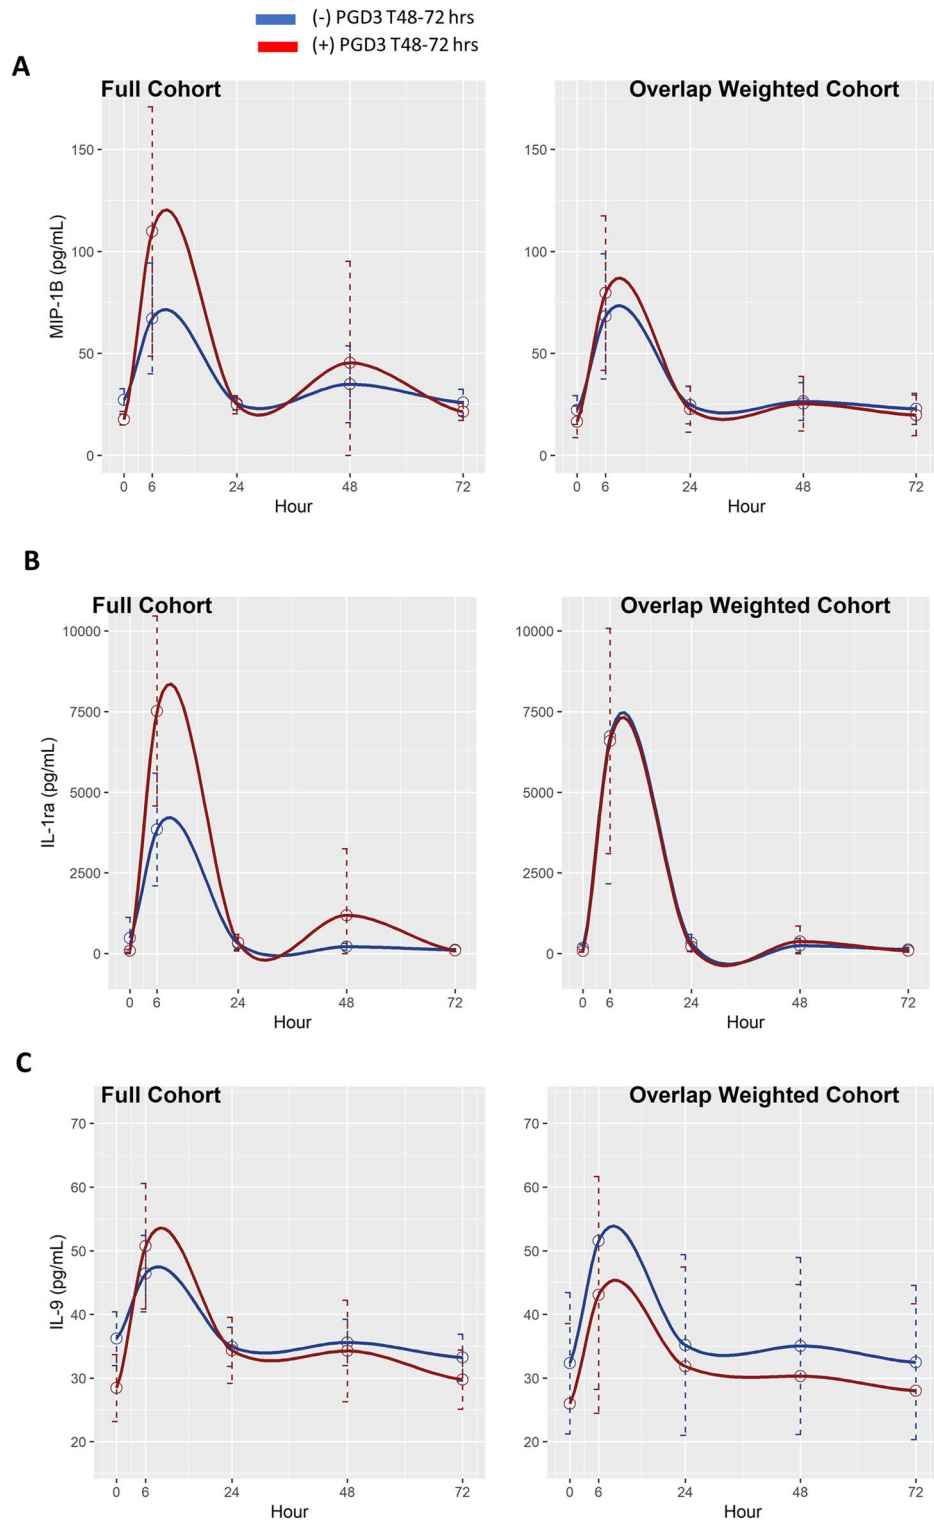 (-) PGD3 T48-72 hrs
(+) PGD3 T48-72 hrs
A
Full Cohort
Overlap Weighted Cohort
MIP-1B (pg/mL)
150
100
50
0
150
100
50
0
0 6 24 48 72
0 6 24 48 72
Hour
Hour
B
Full Cohort
Overlap Weighted Cohort
IL-1ra (pg/mL)
10000
7500
5000
2500
0
10000
7500
5000
2500
0
0 6 24 48 72
0 6 24 48 72
Hour
Hour
C
Full Cohort
Overlap Weighted Cohort
IL-9 (pg/mL)
70
60
50
40
30
20
70
60
50
40
30
20
0 6 24 48 72
0 6 24 48 72
Hour
Hour